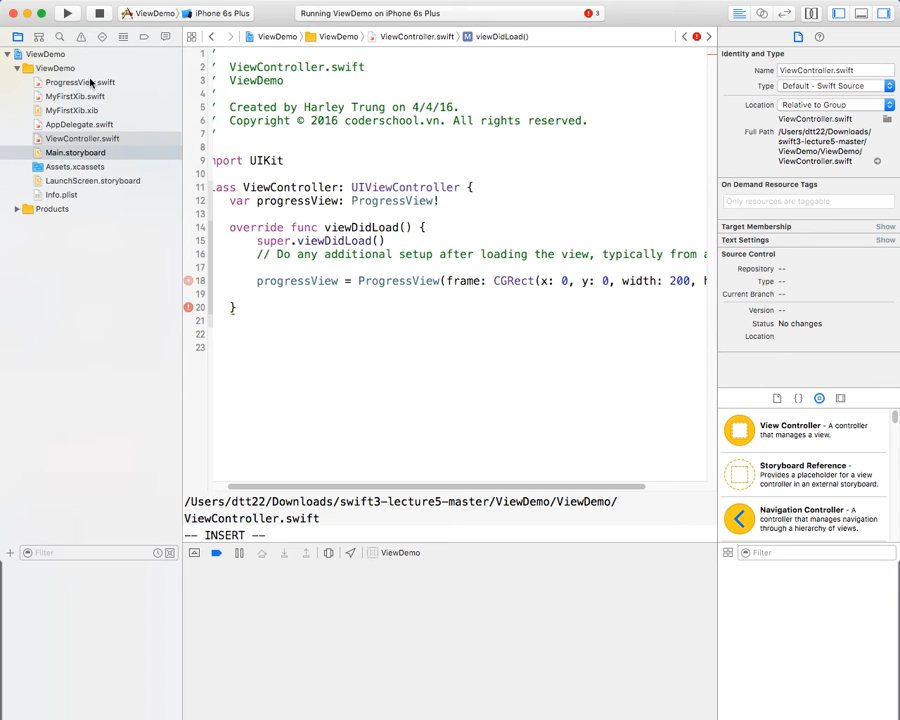 ViewDemo iPhone 6s Plus Running ViewDemo on iPhone 6s Plus 3
ViewDemo
ViewDemo
ProgressView.swift
MyFirstXib.swift
MyFirstXib.xib
AppDelegate.swift
ViewController.swift
Main.storyboard
Assets.xcassets
LaunchScreen.storyboard
Info.plist
Products
Filter
ViewDemo ViewDemo ViewController.swift M viewDidLoad()
1 /
2 / ViewController.swift
3 / ViewDemo
4 /
5 / Created by Harley Trung on 4/4/16.
6 / Copyright © 2016 coderschool.vn. All rights reserved.
7 /
8
9 mport UIKit
10
11 lass ViewController: UIViewController {
12 var progressView: ProgressView!
13
14 override func viewDidLoad() {
15 super.viewDidLoad()
16 // Do any additional setup after loading the view, typically from a
17
18 progressView = ProgressView(frame: CGRect(x: 0, y: 0, width: 200, h
19
20 }
21
22
23
/Users/dtt22/Downloads/swift3-lecture5-master/ViewDemo/ViewDemo/
ViewController.swift
-- INSERT --
ViewDemo
Identity and Type
Name ViewController.swift
Type Default - Swift Source
Location Relative to Group
ViewController.swift
Full Path /Users/dtt22/Downloads/
swift3-lecture5-master/
ViewDemo/ViewDemo/
ViewController.swift
On Demand Resource Tags
Only resources are taggable
Target Membership Show
Text Settings Show
Source Control
Repository --
Type --
Current Branch --
Version --
Status No changes
Location
View Controller - A
controller that manages a view.
Storyboard Reference -
Provides a placeholder for a view
controller in an external storyboard.
Navigation Controller - A
controller that manages navigation
through a hierarchy of views.
Filter